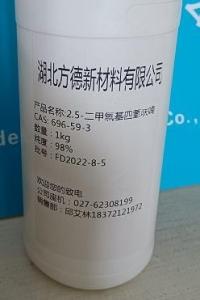 湖北方德新材料有限公司
产品名称:2.5-二甲氧基四氢呋喃
CAS: 696-59-3
数量: 1kg
纯度: 98%
批号: FD2022-8-5
欢迎您的致电
公司座机: 027-62308199
销售部: 邱艾林18372121972
Co.,